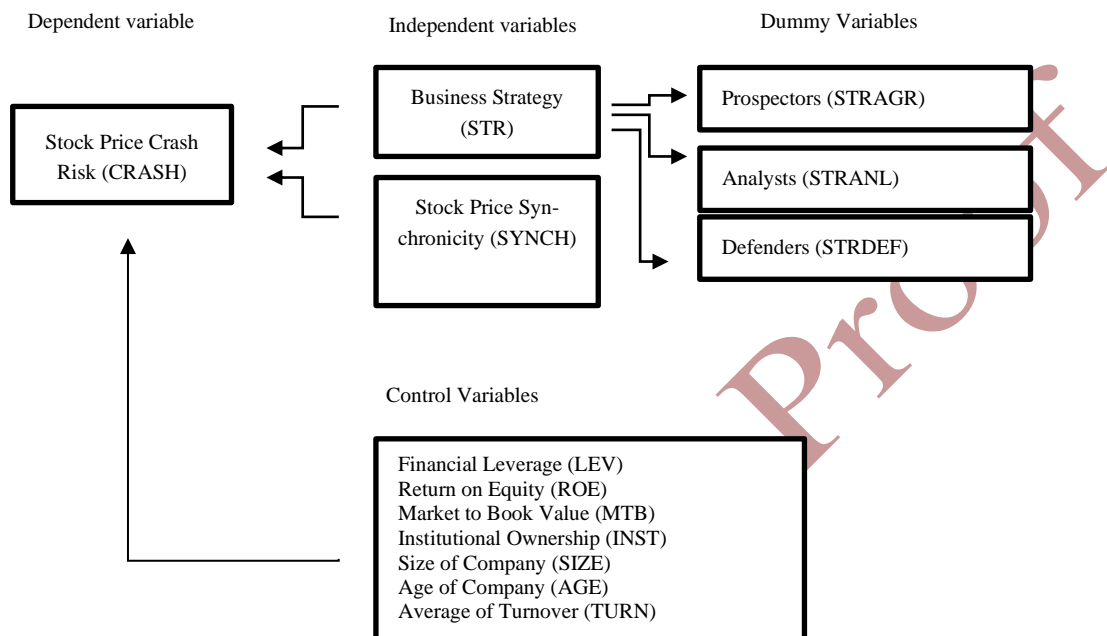 Dependent variable
Independent variables
Dummy Variables
Stock Price Crash
Risk (CRASH)
Business Strategy
(STR)
Stock Price Syn-
chronicity (SYNCH)
Prospectors (STRAGR)
Analysts (STRANL)
Defenders (STRDEF)
Control Variables
Financial Leverage (LEV)
Return on Equity (ROE)
Market to Book Value (MTB)
Institutional Ownership (INST)
Size of Company (SIZE)
Age of Company (AGE)
Average of Turnover (TURN)
Proof